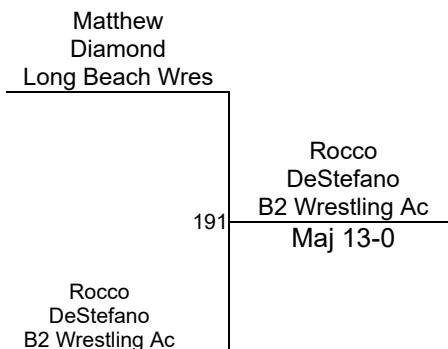 Matthew
Diamond
Long Beach Wres
Rocco
DeStefano
B2 Wrestling Ac
191
Maj 13-0
Rocco
DeStefano
B2 Wrestling Ac